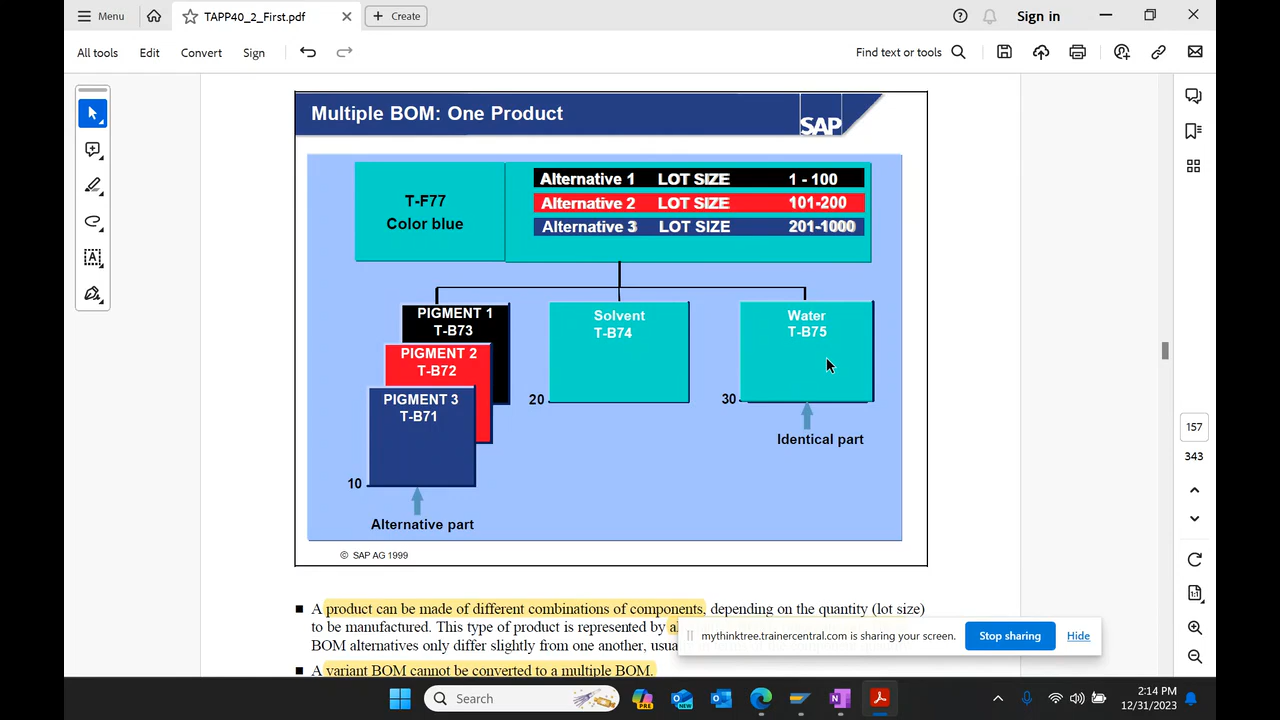 Menu
TAPP40_2_First.pdf
Create
Sign in
All tools
Edit
Convert
Sign
Find text or tools
Multiple BOM: One Product
SAP
T-F77
Color blue
Alternative 1 LOT SIZE 1 - 100
Alternative 2 LOT SIZE 101-200
Alternative 3 LOT SIZE 201-1000
PIGMENT 1
T-B73
PIGMENT 2
T-B72
PIGMENT 3
T-B71
10
Alternative part
Solvent
T-B74
20
Water
T-B75
30
Identical part
© SAP AG 1999
157
343
■ A product can be made of different combinations of components, depending on the quantity (lot size)
to be manufactured. This type of product is represented by
BOM alternatives only differ slightly from one another,
■ A variant BOM cannot be converted to a multiple BOM.
mythinktree.trainercentral.com is sharing your screen.
Stop sharing
Hide
Search
PRE
NEW
2:14 PM
12/31/2023